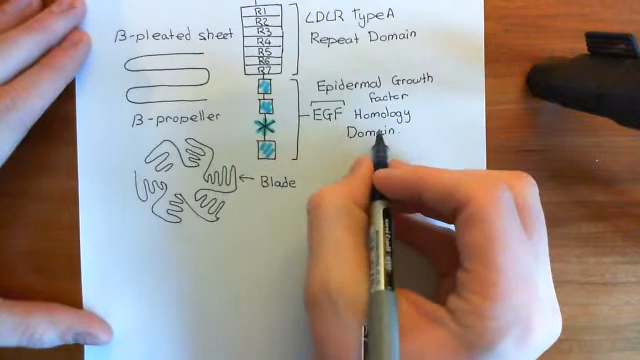 R1
R2
R3
R4
R5
R6
R7
LDLR Type A
Repeat Domain
β-pleated sheet
Epidermal Growth
Factor
EGF Homology
Domain.
β-propeller
← Blade